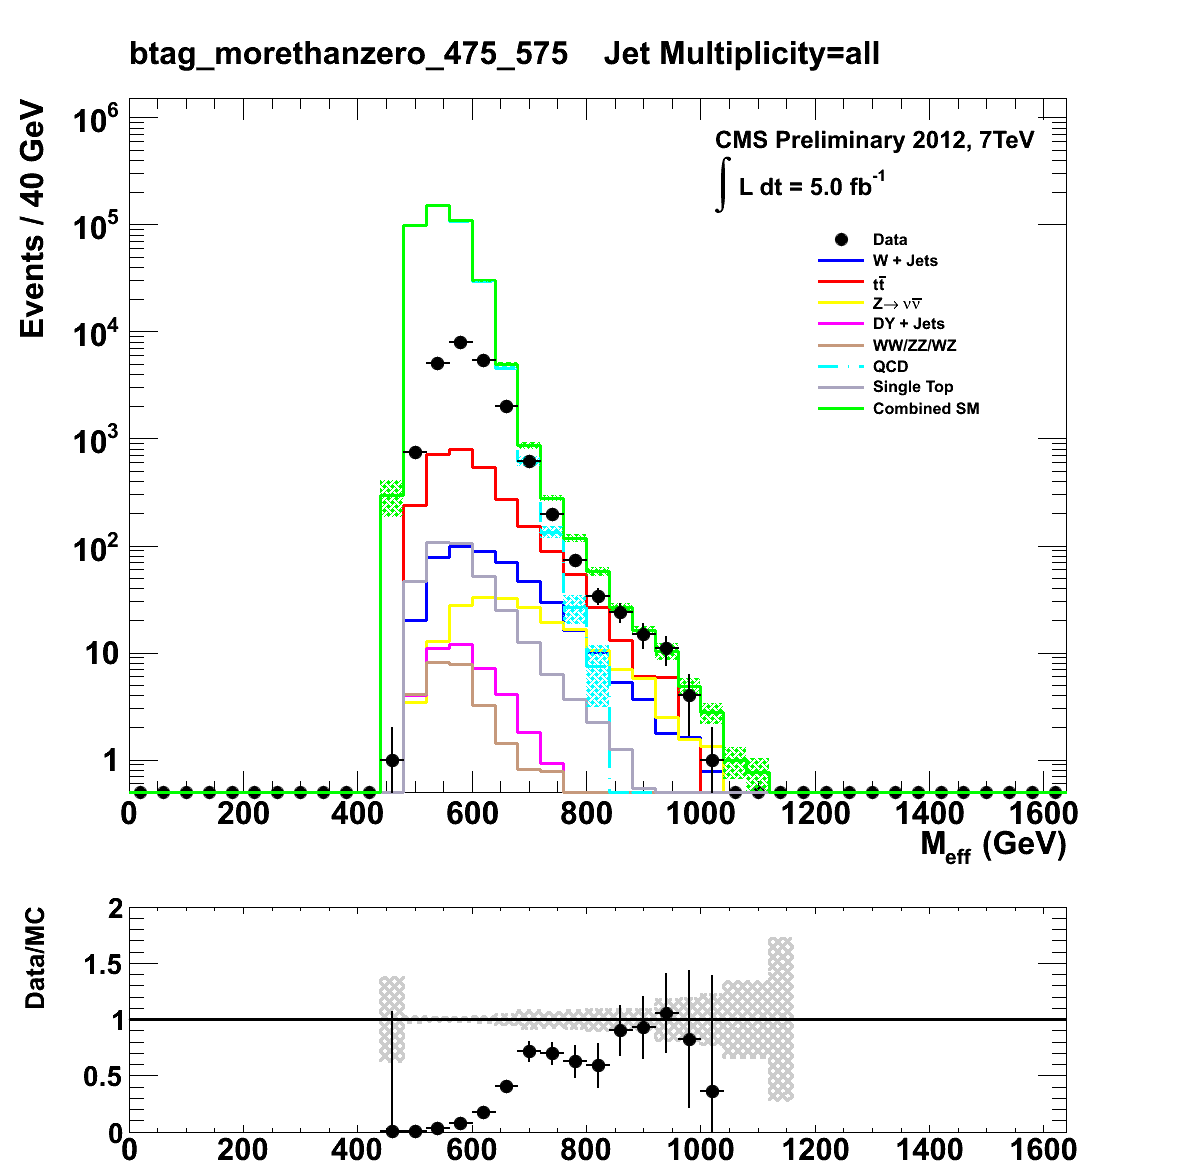 btag_morethanzero_475_575 Jet Multiplicity=all
Events / 40 GeV
10⁶
10⁵
10⁴
10³
10²
10
1
CMS Preliminary 2012, 7TeV
∫ L dt = 5.0 fb⁻¹
Data
W + Jets
tt̅
Z→ νν̅
DY + Jets
WW/ZZ/WZ
QCD
Single Top
Combined SM
0 200 400 600 800 1000 1200 1400 1600
M_eff (GeV)
Data/MC
2
1.5
1
0.5
0
0 200 400 600 800 1000 1200 1400 1600